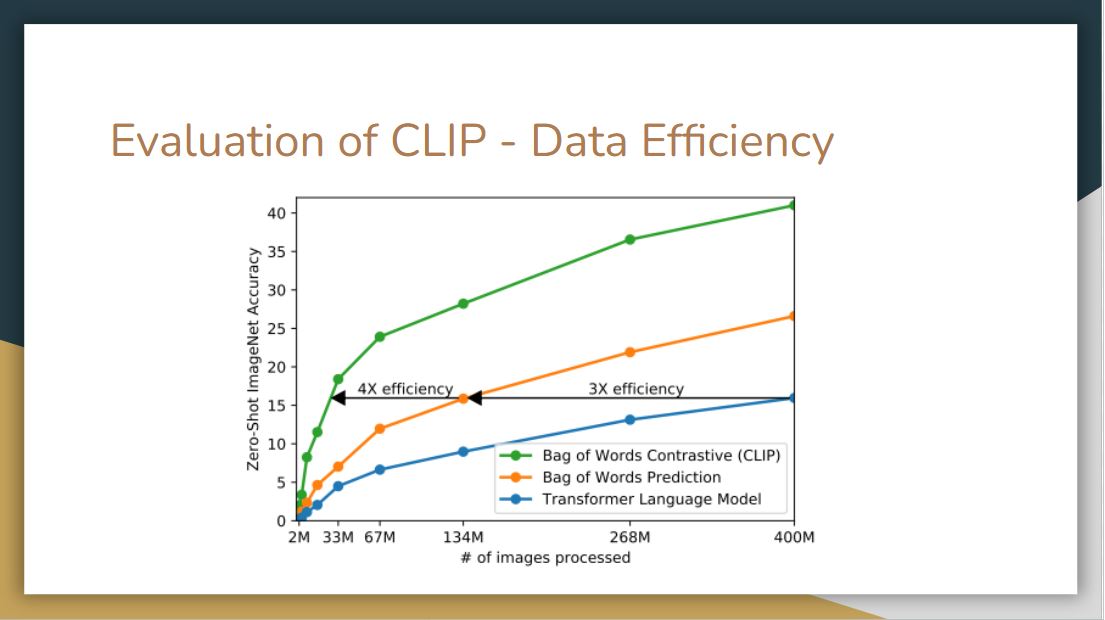 Evaluation of CLIP - Data Efficiency
40
35
30
25
20
15
10
5
0
Zero-Shot ImageNet Accuracy
4X efficiency
3X efficiency
Bag of Words Contrastive (CLIP)
Bag of Words Prediction
Transformer Language Model
2M 33M 67M 134M 268M 400M
# of images processed